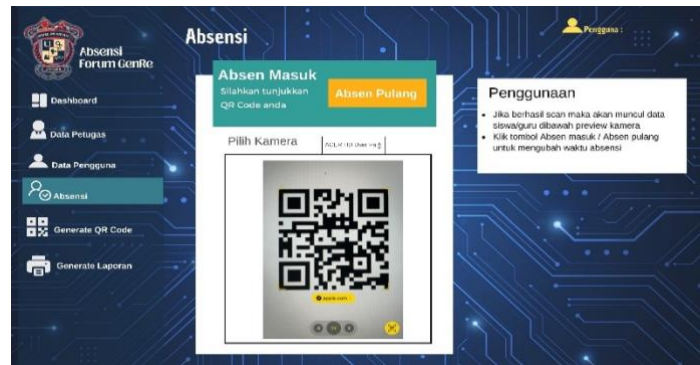 Absensi
Forum GenRe
Dashboard
Data Petugas
Data Pengguna
Absensi
Generate QR Code
Generate Laporan
Absensi
Pengguna :
Absen Masuk
Silahkan tunjukkan
QR Code anda
Absen Pulang
Pilih Kamera
Penggunaan
Jika berhasil scan maka akan muncul data
siswa/guru dibawah preview kamera
Klik tombol Absen masuk / Absen pulang
untuk mengubah waktu absensi